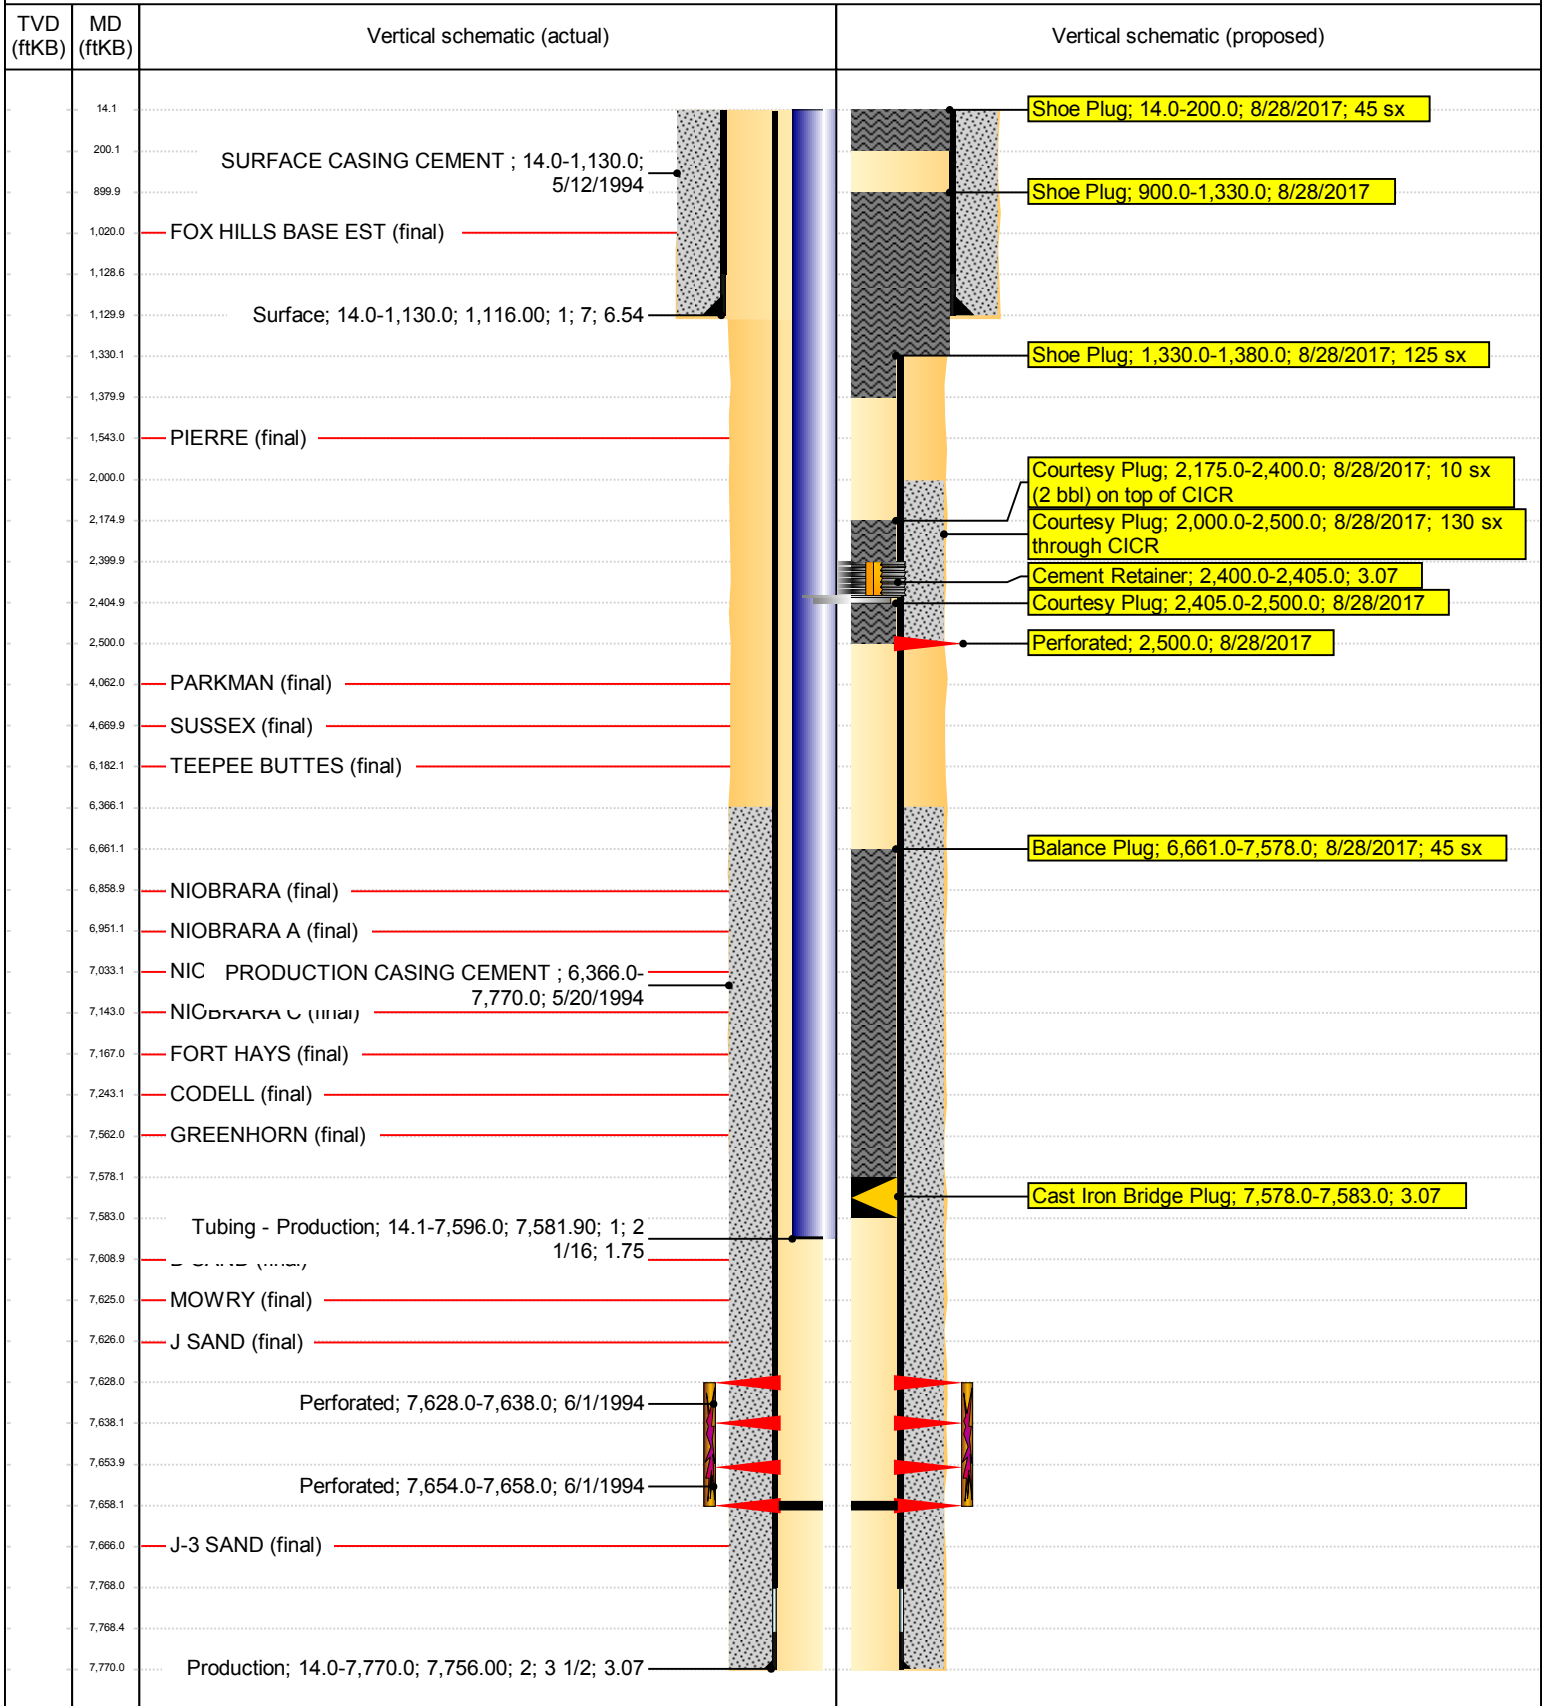 TVD (ftKB)
MD (ftKB)
Vertical schematic (actual)
Vertical schematic (proposed)
14.1
Shoe Plug; 14.0-200.0; 8/28/2017; 45 sx
200.1
SURFACE CASING CEMENT ; 14.0-1,130.0;
5/12/1994
899.9
Shoe Plug; 900.0-1,330.0; 8/28/2017
1,020.0
FOX HILLS BASE EST (final)
1,128.6
1,129.9
Surface; 14.0-1,130.0; 1,116.00; 1; 7; 6.54
1,330.1
Shoe Plug; 1,330.0-1,380.0; 8/28/2017; 125 sx
1,379.9
1,543.0
PIERRE (final)
2,000.0
Courtesy Plug; 2,175.0-2,400.0; 8/28/2017; 10 sx
(2 bbl) on top of CICR
2,174.9
Courtesy Plug; 2,000.0-2,500.0; 8/28/2017; 130 sx
through CICR
2,399.9
Cement Retainer; 2,400.0-2,405.0; 3.07
2,404.9
Courtesy Plug; 2,405.0-2,500.0; 8/28/2017
2,500.0
Perforated; 2,500.0; 8/28/2017
4,062.0
PARKMAN (final)
4,669.9
SUSSEX (final)
6,182.1
TEEPEE BUTTES (final)
6,366.1
6,661.1
Balance Plug; 6,661.0-7,578.0; 8/28/2017; 45 sx
6,858.9
NIOBRARA (final)
6,951.1
NIOBRARA A (final)
7,033.1
PRODUCTION CASING CEMENT ; 6,366.0-
7,770.0; 5/20/1994
7,143.0
NIOBRARA C (final)
7,167.0
FORT HAYS (final)
7,243.1
CODELL (final)
7,562.0
GREENHORN (final)
7,578.1
Cast Iron Bridge Plug; 7,578.0-7,583.0; 3.07
7,583.0
Tubing - Production; 14.1-7,596.0; 7,581.90; 1; 2
1/16; 1.75
7,608.9
7,625.0
MOWRY (final)
7,626.0
J SAND (final)
7,628.0
Perforated; 7,628.0-7,638.0; 6/1/1994
7,638.1
7,653.9
Perforated; 7,654.0-7,658.0; 6/1/1994
7,658.1
7,666.0
J-3 SAND (final)
7,768.0
7,768.4
7,770.0
Production; 14.0-7,770.0; 7,756.00; 2; 3 1/2; 3.07